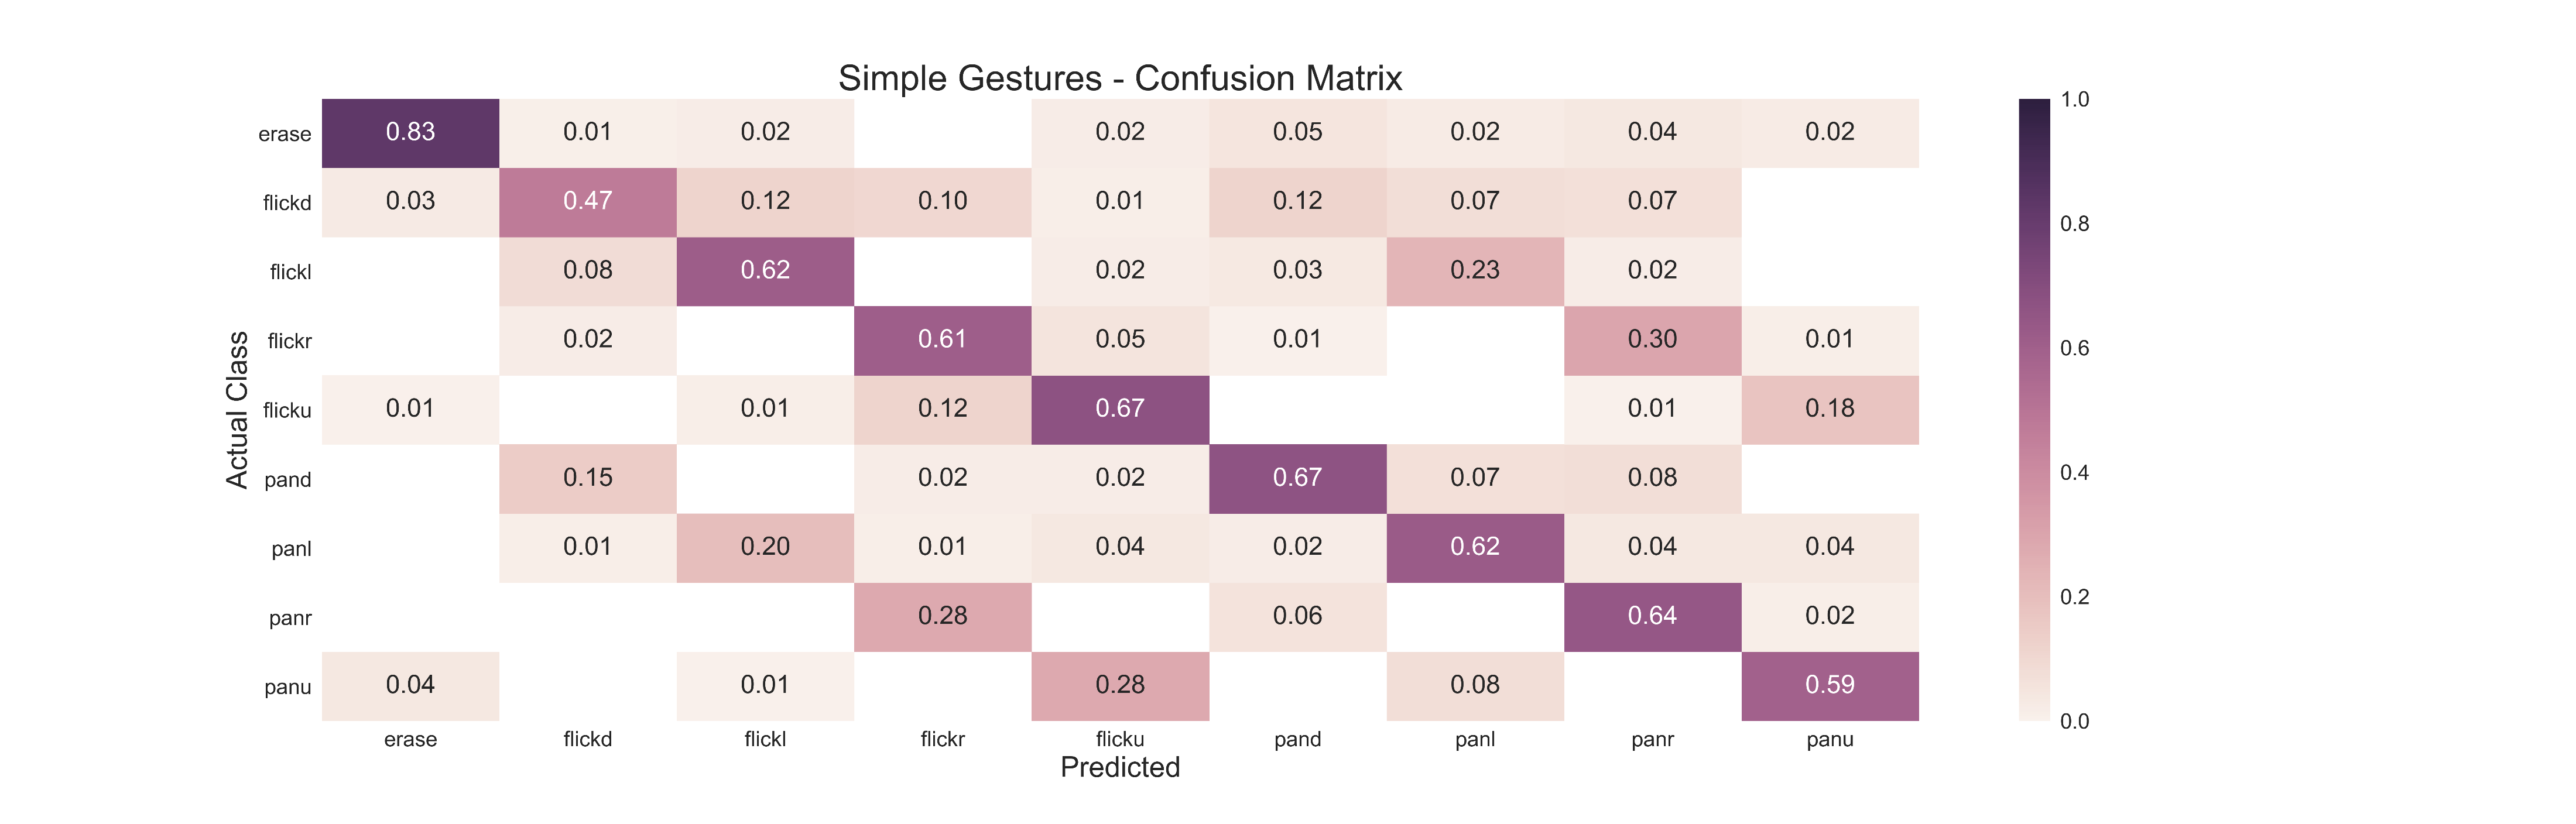 Simple Gestures - Confusion Matrix
erase 0.83 0.01 0.02 0.02 0.05 0.02 0.04 0.02
flickd 0.03 0.47 0.12 0.10 0.01 0.12 0.07 0.07
flickl 0.08 0.62 0.02 0.03 0.23 0.02
flickr 0.02 0.61 0.05 0.01 0.30 0.01
flicku 0.01 0.01 0.12 0.67 0.01 0.18
pand 0.15 0.02 0.02 0.67 0.07 0.08
panl 0.01 0.20 0.01 0.04 0.02 0.62 0.04 0.04
panr 0.28 0.06 0.64 0.02
panu 0.04 0.01 0.28 0.08 0.59
erase flickd flickl flickr flicku pand panl panr panu
Predicted
Actual Class
1.0
0.8
0.6
0.4
0.2
0.0